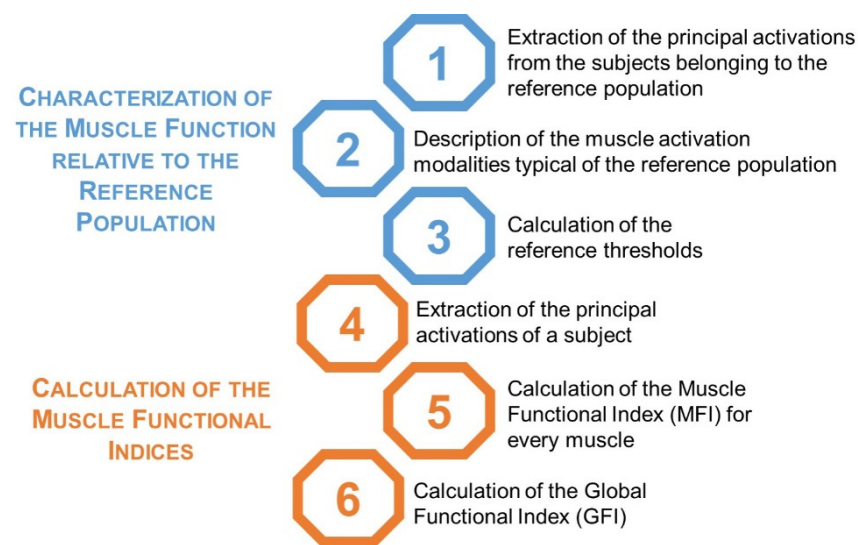 CHARACTERIZATION OF
THE MUSCLE FUNCTION
RELATIVE TO THE
REFERENCE
POPULATION
1
Extraction of the principal activations
from the subjects belonging to the
reference population
2
Description of the muscle activation
modalities typical of the reference population
3
Calculation of the
reference thresholds
CALCULATION OF THE
MUSCLE FUNCTIONAL
INDICES
4
Extraction of the principal
activations of a subject
5
Calculation of the Muscle
Functional Index (MFI) for
every muscle
6
Calculation of the Global
Functional Index (GFI)